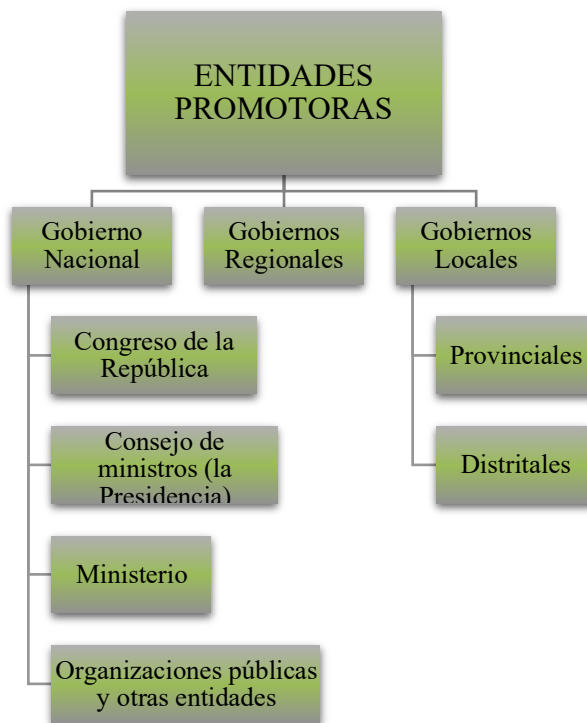 ENTIDADES
PROMOTORAS
Gobierno
Nacional
Congreso de la
República
Consejo de
ministros (la
Presidencia)
Ministerio
Organizaciones públicas
y otras entidades
Gobiernos
Regionales
Gobiernos
Locales
Provinciales
Distritales